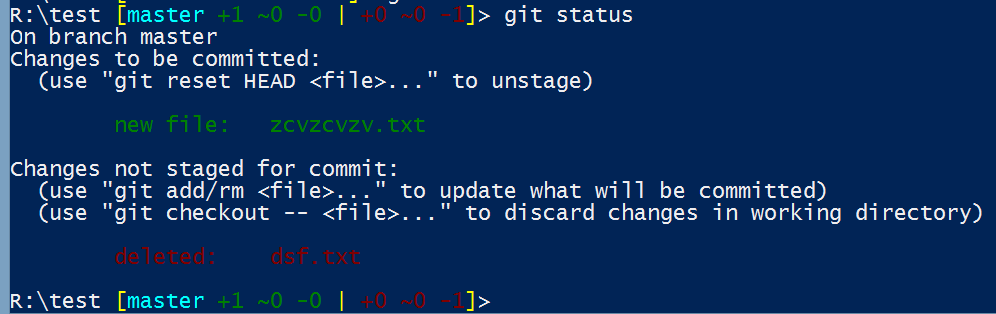 R:\test [master +1 ~0 -0 | +0 ~0 -1]> git status
On branch master
Changes to be committed:
  (use "git reset HEAD <file>..." to unstage)
        new file:   zcvzcvzv.txt
Changes not staged for commit:
  (use "git add/rm <file>..." to update what will be committed)
  (use "git checkout -- <file>..." to discard changes in working directory)
        deleted:    dsf.txt
R:\test [master +1 ~0 -0 | +0 ~0 -1]>